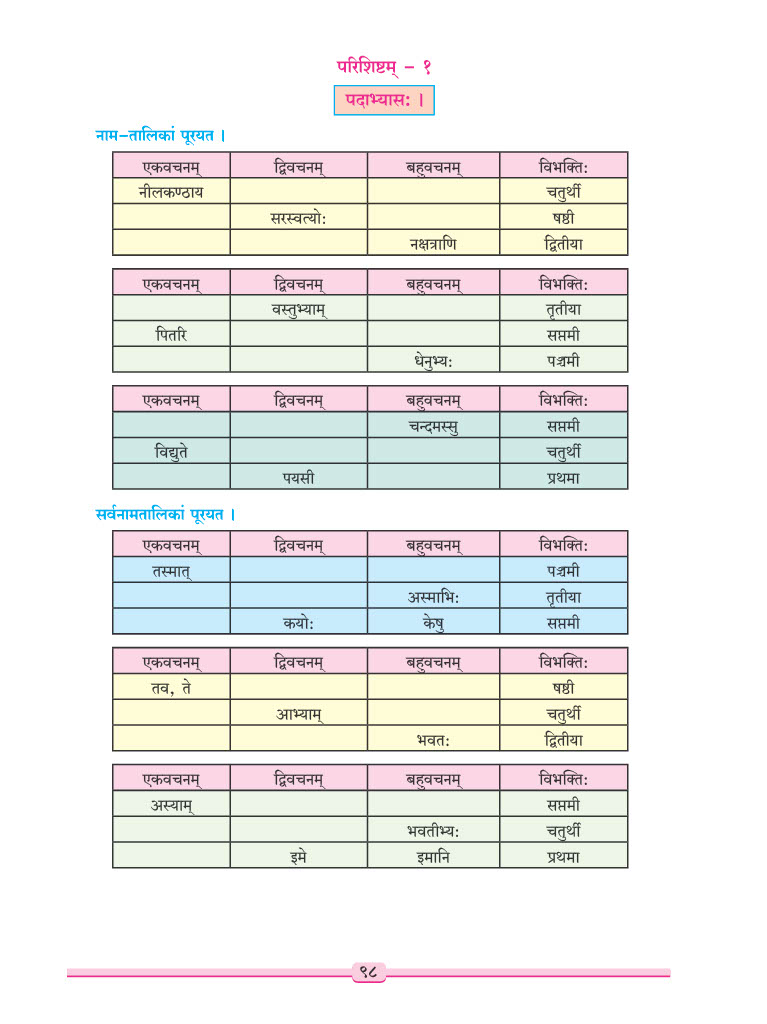 परिशिष्टम् – १
पदाभ्यास: ।
नाम-तालिकां पूरयत ।
एकवचनम् द्विवचनम् बहुवचनम् विभक्ति:
नीलकण्ठाय चतुर्थी
सरस्वत्यो: षष्ठी
नक्षत्राणि द्वितीया
एकवचनम् द्विवचनम् बहुवचनम् विभक्ति:
वस्तुभ्याम् तृतीया
पितरि सप्तमी
धेनुभ्य: पञ्चमी
एकवचनम् द्विवचनम् बहुवचनम् विभक्ति:
चन्दमस्सु सप्तमी
विद्युते चतुर्थी
पयसी प्रथमा
सर्वनामतालिकां पूरयत ।
एकवचनम् द्विवचनम् बहुवचनम् विभक्ति:
तस्मात् पञ्चमी
अस्माभि: तृतीया
कयो: केषु सप्तमी
एकवचनम् द्विवचनम् बहुवचनम् विभक्ति:
तव, ते षष्ठी
आभ्याम् चतुर्थी
भवत: द्वितीया
एकवचनम् द्विवचनम् बहुवचनम् विभक्ति:
अस्याम् सप्तमी
भवतीभ्य: चतुर्थी
इमे इमानि प्रथमा
९८